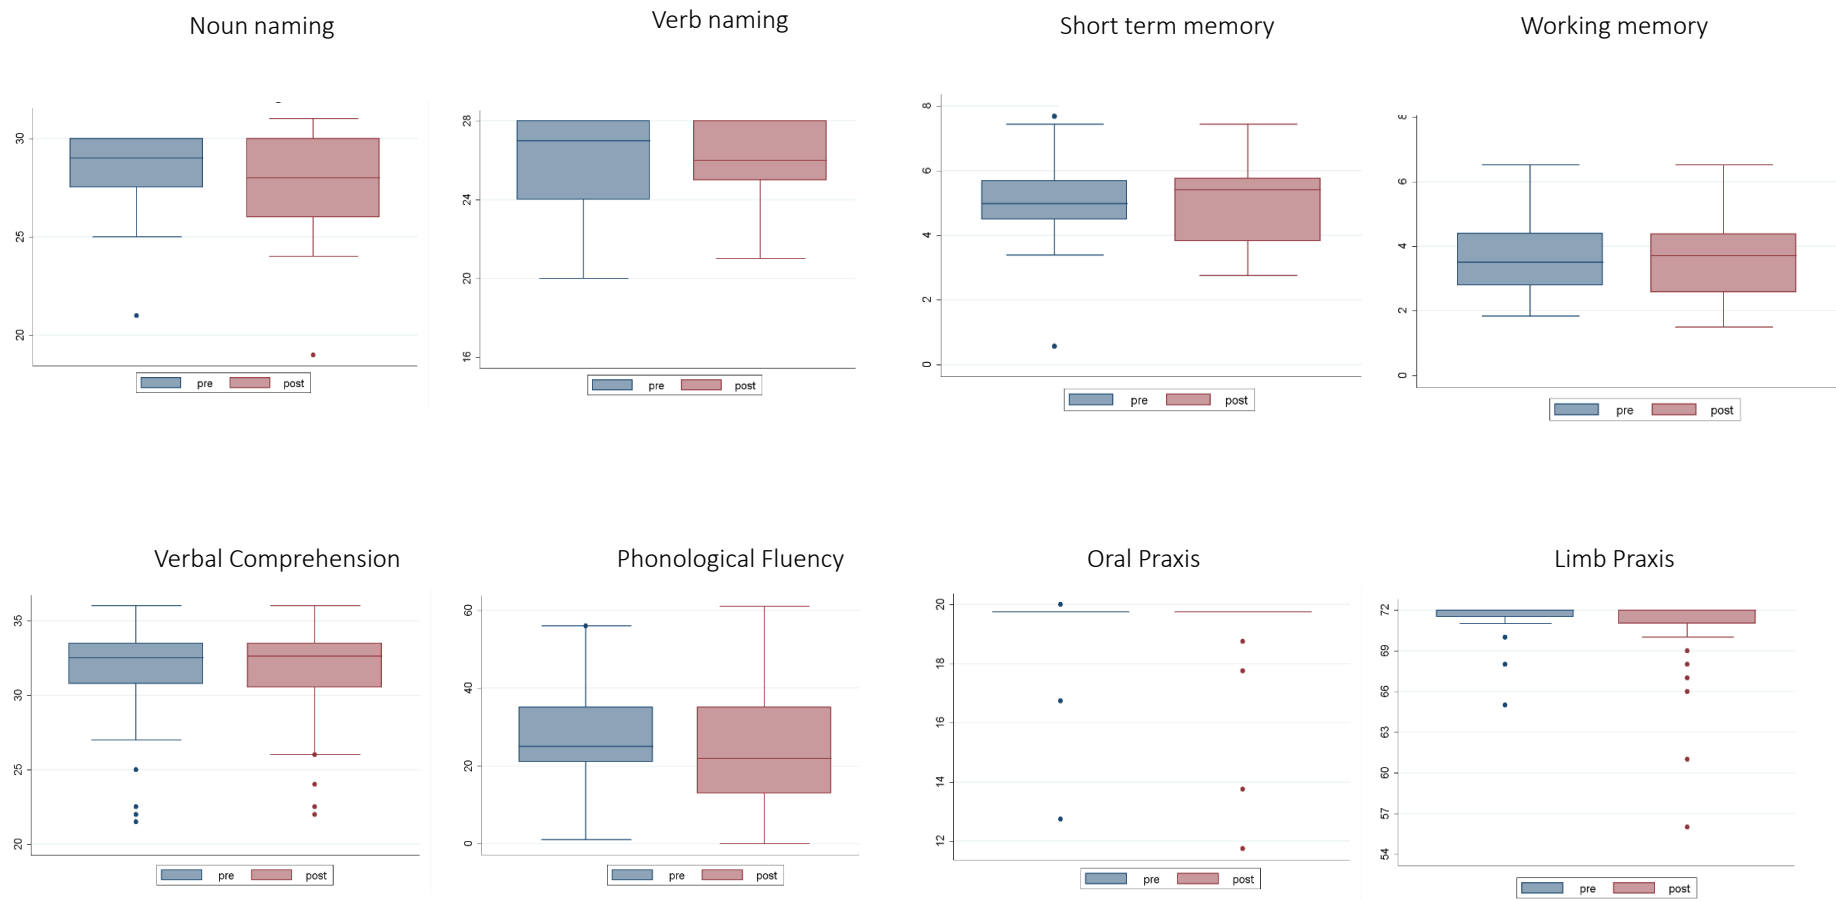 Noun naming
Verb naming
Short term memory
Working memory
30
25
20
pre post
28
24
20
16
pre post
8
6
4
2
0
pre post
8
6
4
2
0
pre post
Verbal Comprehension
Phonological Fluency
Oral Praxis
Limb Praxis
35
30
25
20
pre post
60
40
20
0
pre post
20
18
16
14
12
pre post
72
69
66
63
60
57
54
pre post